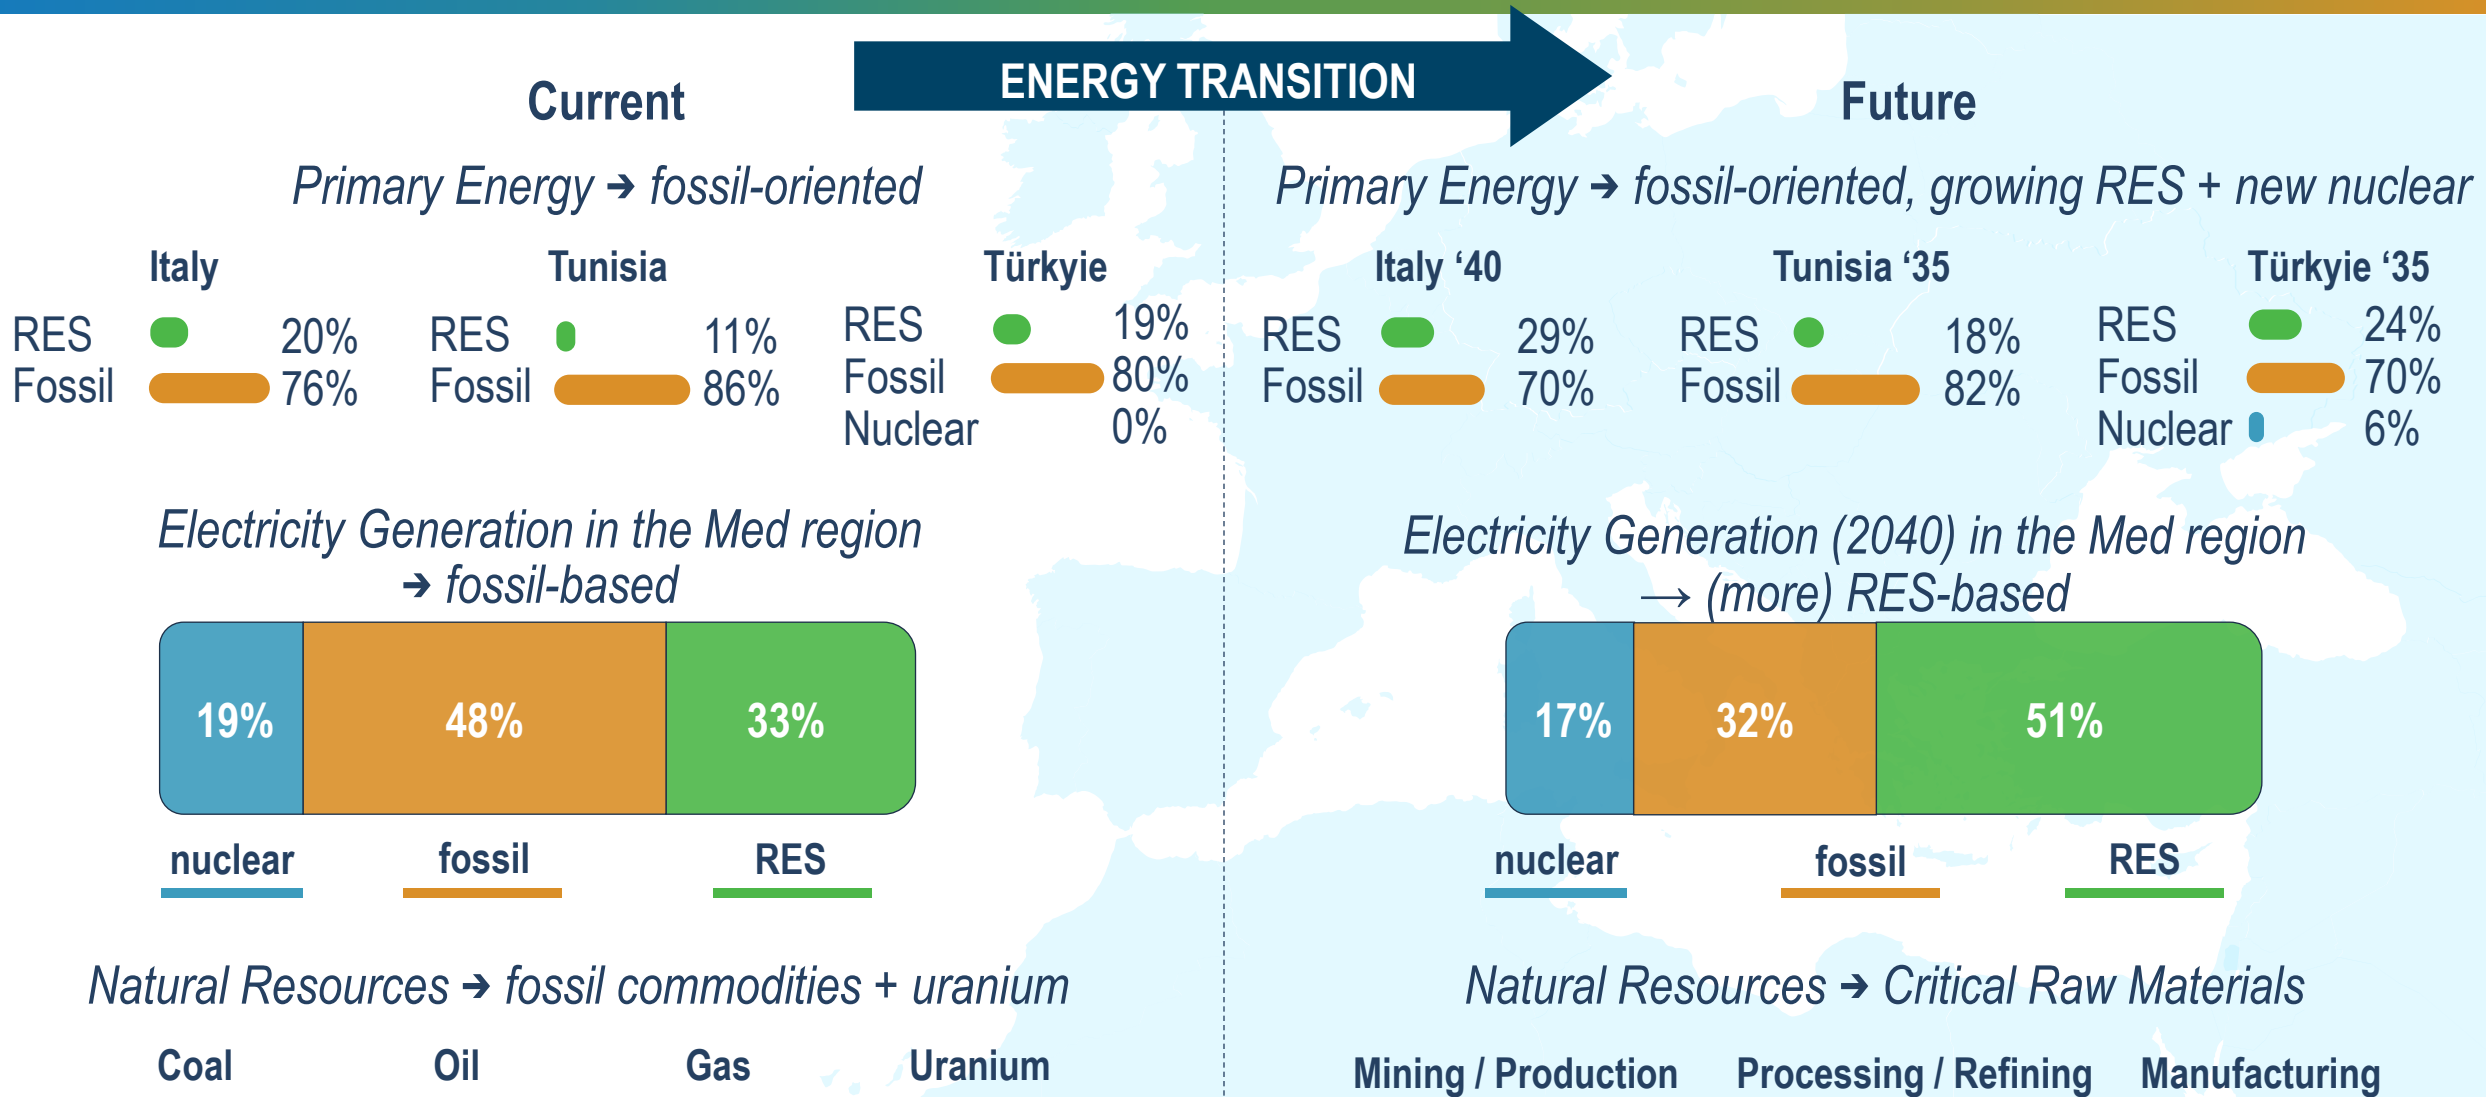 ENERGY TRANSITION
Current
Primary Energy → fossil-oriented
Italy
RES 20%
Fossil 76%
Tunisia
RES 11%
Fossil 86%
Türkyie
RES 19%
Fossil 80%
Nuclear 0%
Electricity Generation in the Med region
→ fossil-based
19% 48% 33%
nuclear fossil RES
Natural Resources → fossil commodities + uranium
Coal Oil Gas Uranium
Future
Primary Energy → fossil-oriented, growing RES + new nuclear
Italy ‘40
RES 29%
Fossil 70%
Tunisia ‘35
RES 18%
Fossil 82%
Türkyie ‘35
RES 24%
Fossil 70%
Nuclear 6%
Electricity Generation (2040) in the Med region
→ (more) RES-based
17% 32% 51%
nuclear fossil RES
Natural Resources → Critical Raw Materials
Mining / Production Processing / Refining Manufacturing